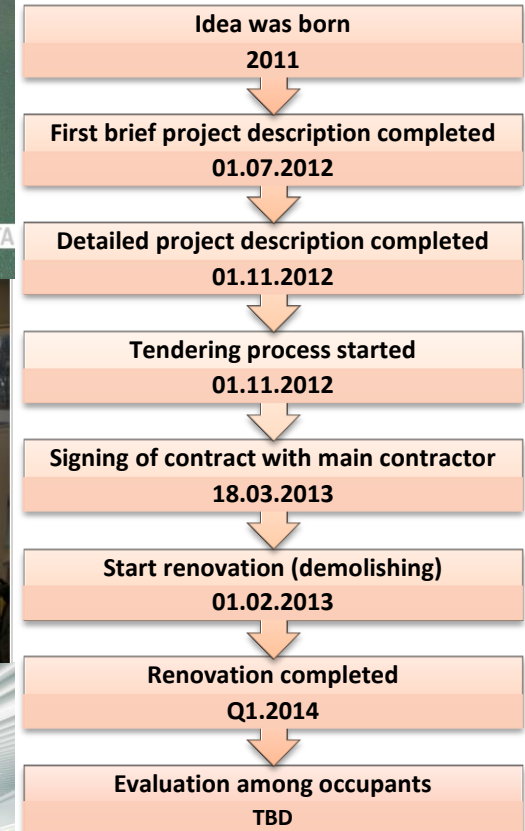 Idea was born
2011
First brief project description completed
01.07.2012
Detailed project description completed
01.11.2012
Tendering process started
01.11.2012
Signing of contract with main contractor
18.03.2013
Start renovation (demolishing)
01.02.2013
Renovation completed
Q1.2014
Evaluation among occupants
TBD